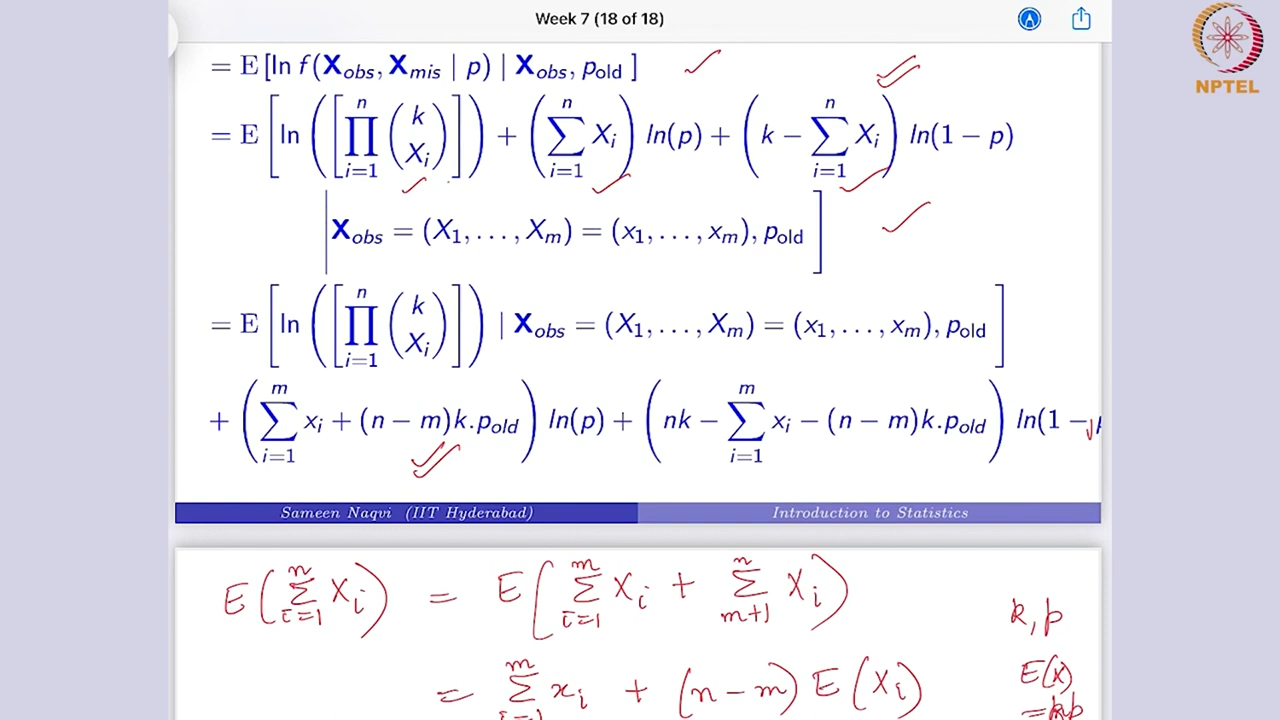 Week 7 (18 of 18)
NPTEL
= E [ln f(X_obs, X_mis | p) | X_obs, p_old ]
= E [ ln ( [ ∏_{i=1}^{n} (k X_i) ] ) + ( ∑_{i=1}^{n} X_i ) ln(p) + ( k − ∑_{i=1}^{n} X_i ) ln(1 − p)
| X_obs = (X_1, . . . , X_m) = (x_1, . . . , x_m), p_old ]
= E [ ln ( [ ∏_{i=1}^{n} (k X_i) ] ) | X_obs = (X_1, . . . , X_m) = (x_1, . . . , x_m), p_old ]
+ ( ∑_{i=1}^{m} x_i + (n − m)k.p_old ) ln(p) + ( nk − ∑_{i=1}^{m} x_i − (n − m)k.p_old ) ln(1 −
Sameen Naqvi (IIT Hyderabad) Introduction to Statistics
E( ∑_{i=1}^{n} X_i ) = E( ∑_{i=1}^{m} X_i + ∑_{m+1}^{n} X_i )
k, p
= ∑_{i=1}^{m} x_i + (n − m) E(X_i)
E(X)
= kp